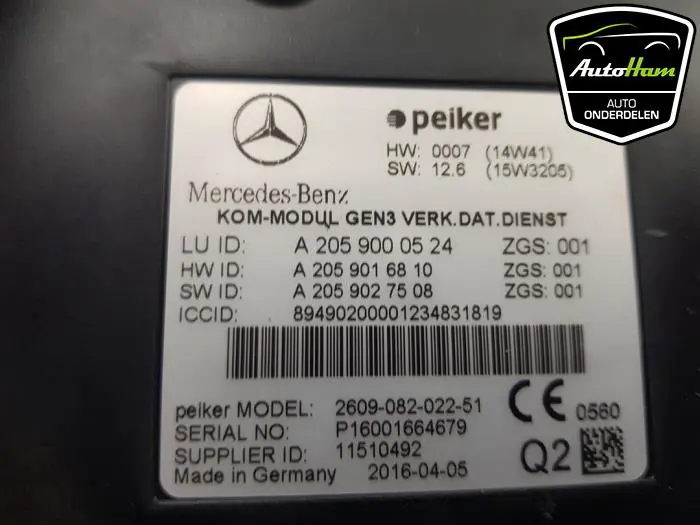 AutoHam
AUTO
ONDERDELEN
peiker
HW: 0007 (14W41)
SW: 12.6 (15W3205)
Mercedes-Benz
KOM-MODUL GEN3 VERK.DAT.DIENST
LU ID: A 205 900 05 24 ZGS: 001
HW ID: A 205 901 68 10 ZGS: 001
SW ID: A 205 902 75 08 ZGS: 001
ICCID: 89490200001234831819
peiker MODEL: 2609-082-022-51
SERIAL NO: P16001664679
SUPPLIER ID: 11510492
Made in Germany 2016-04-05
CE 0560
Q2